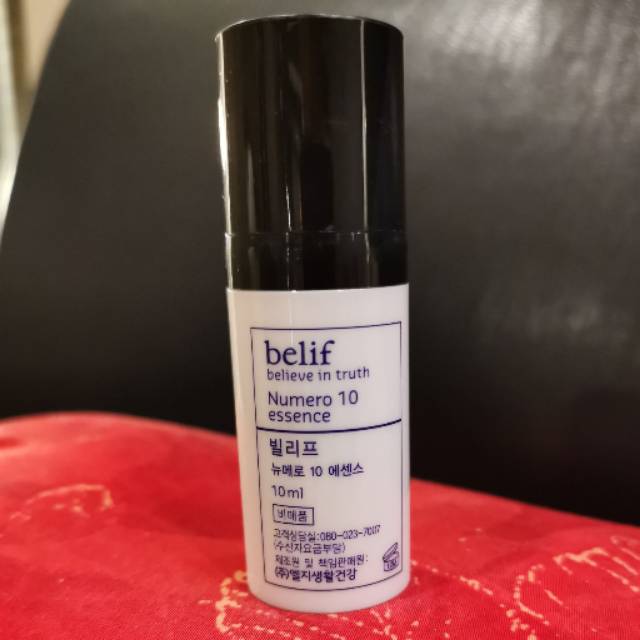 belif
believe in truth
Numero 10
essence
빌리프
뉴메로 10 에센스
10ml
비매품
고객상담실:080-023-7007
(수신자요금부담)
제조원 및 책임판매원:
(주)엘지생활건강